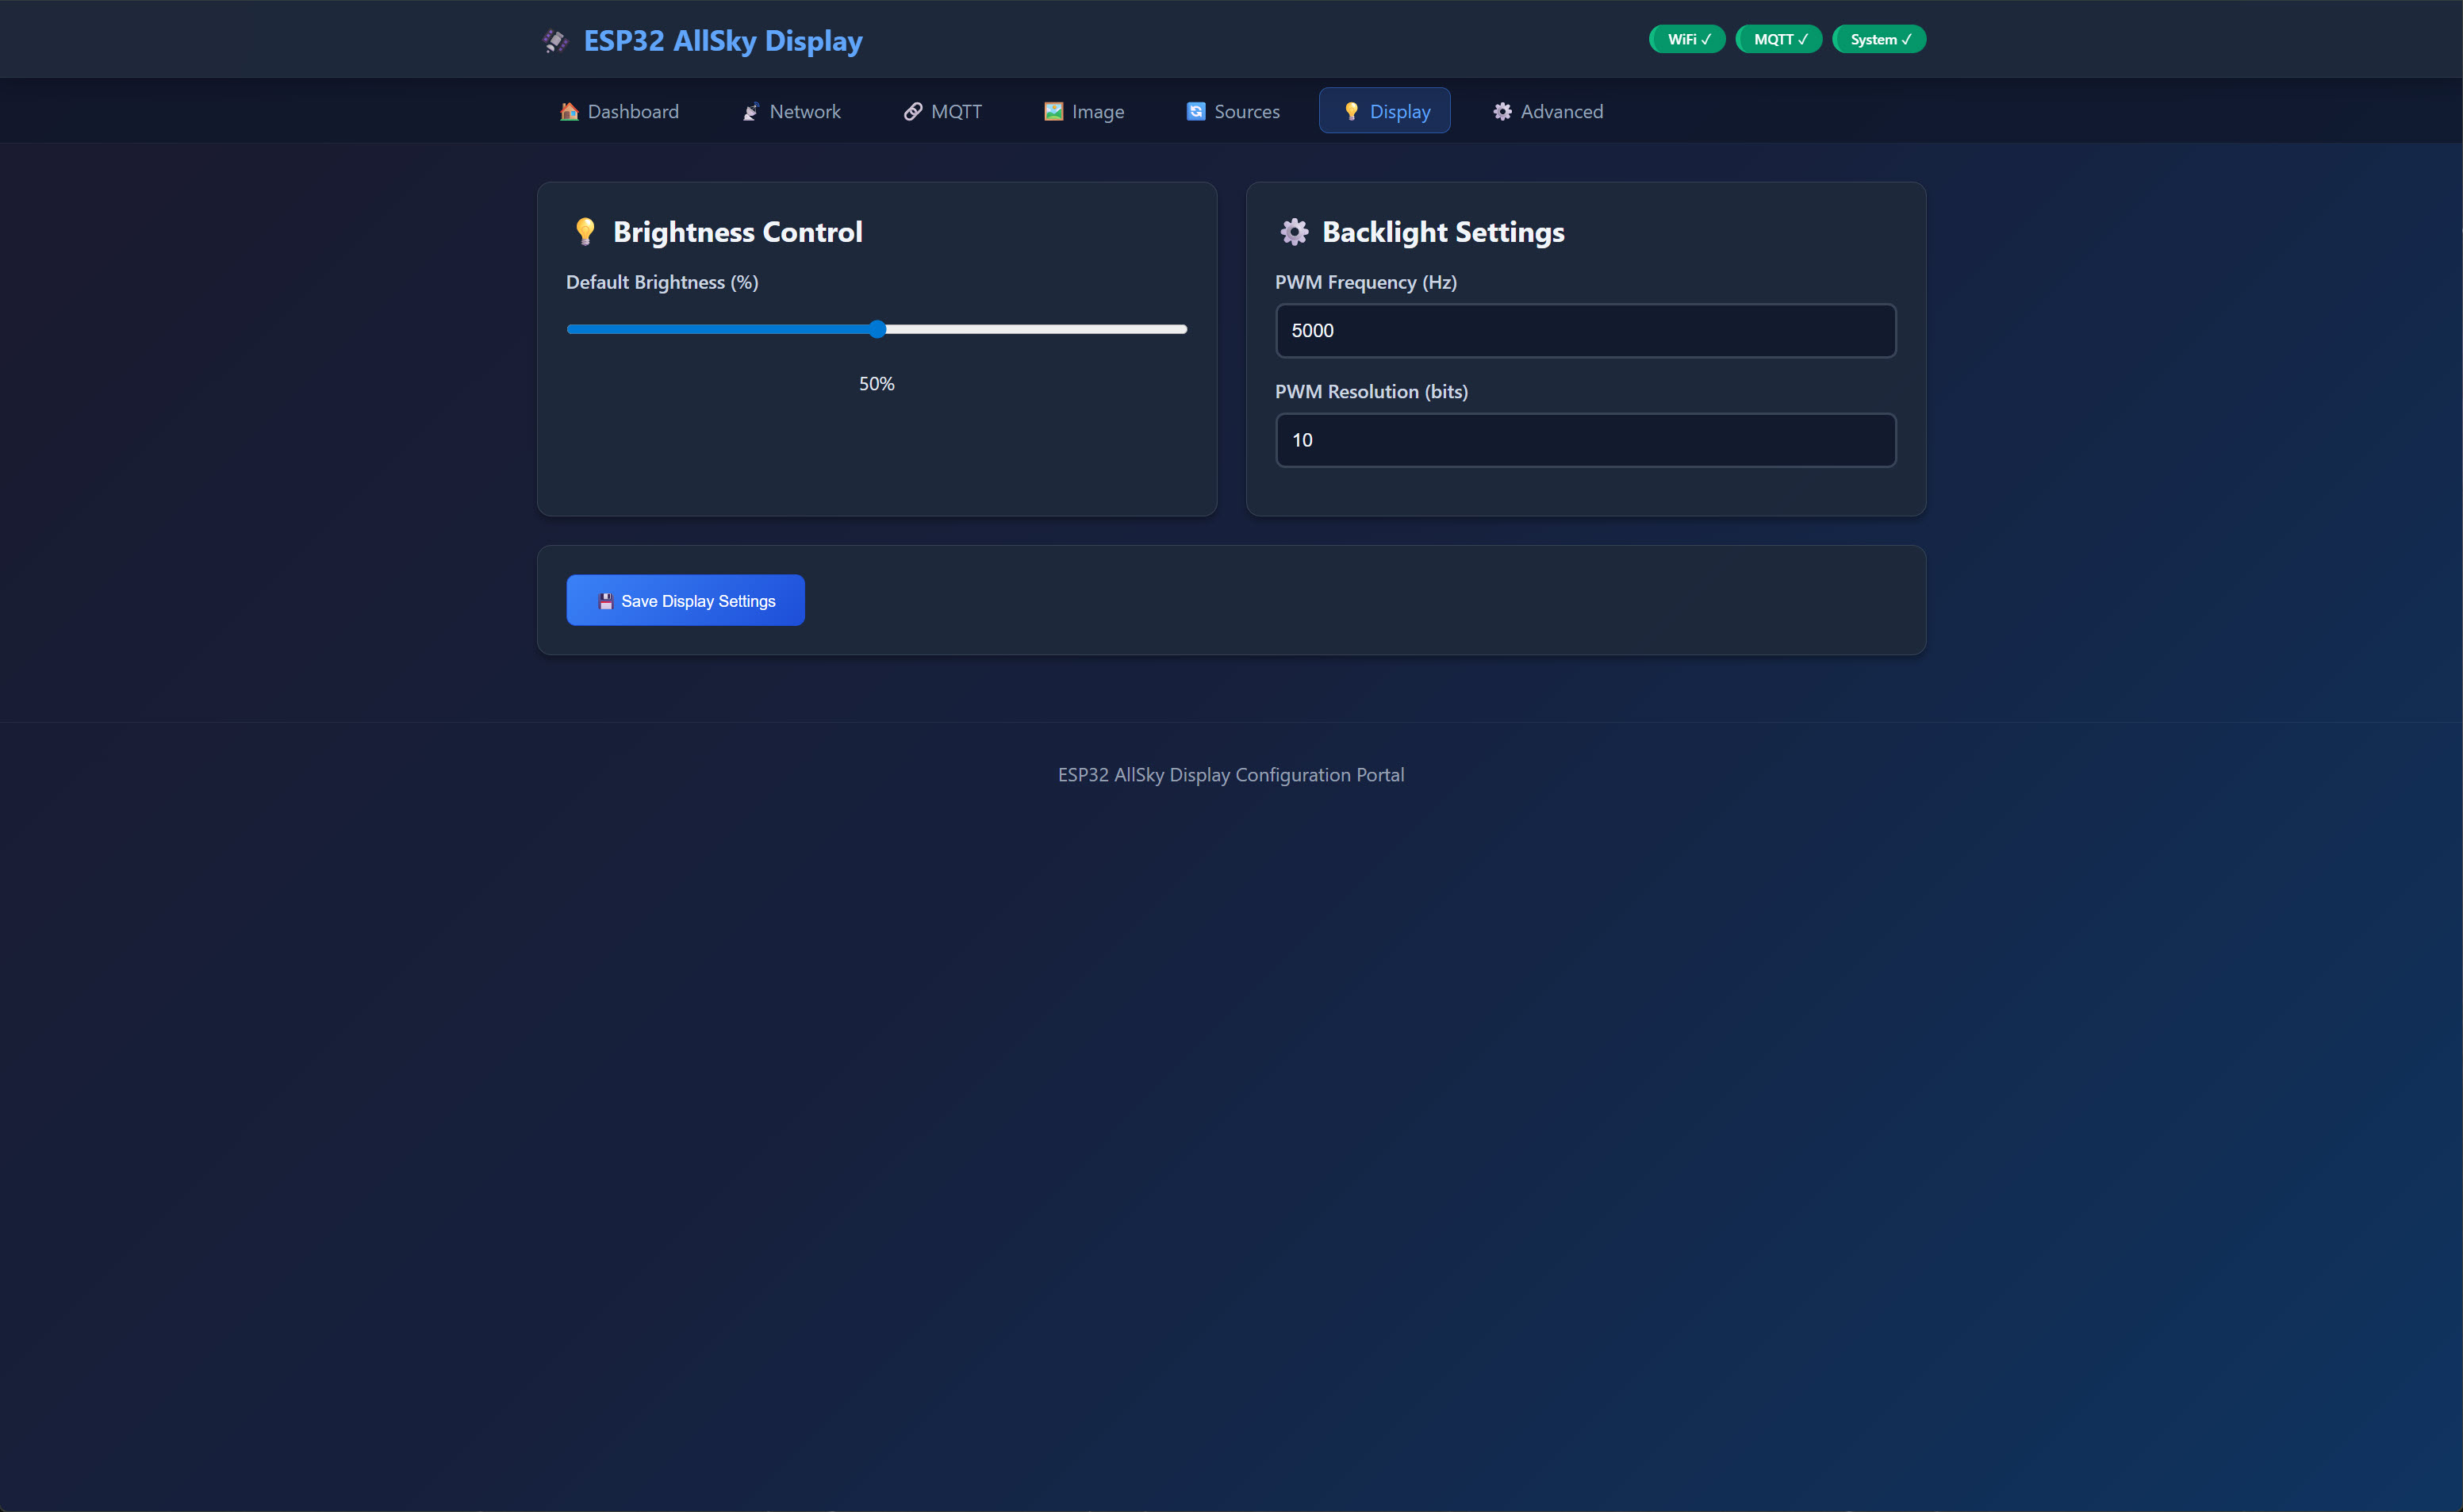 ESP32 AllSky Display
WiFi ✓ MQTT ✓ System ✓
Dashboard Network MQTT Image Sources Display Advanced
Brightness Control
Default Brightness (%)
50%
Backlight Settings
PWM Frequency (Hz)
5000
PWM Resolution (bits)
10
Save Display Settings
ESP32 AllSky Display Configuration Portal